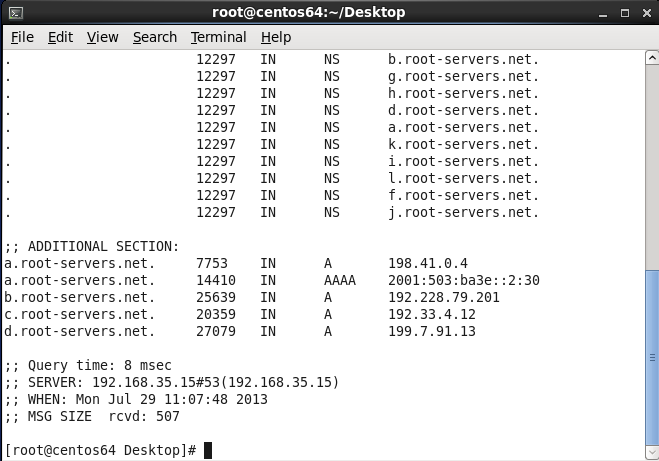 root@centos64:~/Desktop
File Edit View Search Terminal Help
. 12297 IN NS b.root-servers.net.
. 12297 IN NS g.root-servers.net.
. 12297 IN NS h.root-servers.net.
. 12297 IN NS d.root-servers.net.
. 12297 IN NS a.root-servers.net.
. 12297 IN NS k.root-servers.net.
. 12297 IN NS i.root-servers.net.
. 12297 IN NS l.root-servers.net.
. 12297 IN NS f.root-servers.net.
. 12297 IN NS j.root-servers.net.
;; ADDITIONAL SECTION:
a.root-servers.net. 7753 IN A 198.41.0.4
a.root-servers.net. 14410 IN AAAA 2001:503:ba3e::2:30
b.root-servers.net. 25639 IN A 192.228.79.201
c.root-servers.net. 20359 IN A 192.33.4.12
d.root-servers.net. 27079 IN A 199.7.91.13
;; Query time: 8 msec
;; SERVER: 192.168.35.15#53(192.168.35.15)
;; WHEN: Mon Jul 29 11:07:48 2013
;; MSG SIZE  rcvd: 507
[root@centos64 Desktop]#